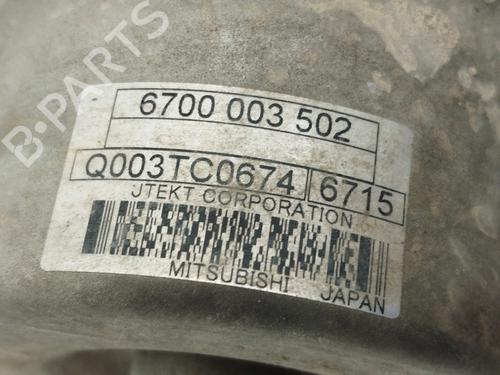 B-PARTS
6700 003 502
Q003TC0674 6715
JTEKT CORPORATION
MITSUBISHI JAPAN